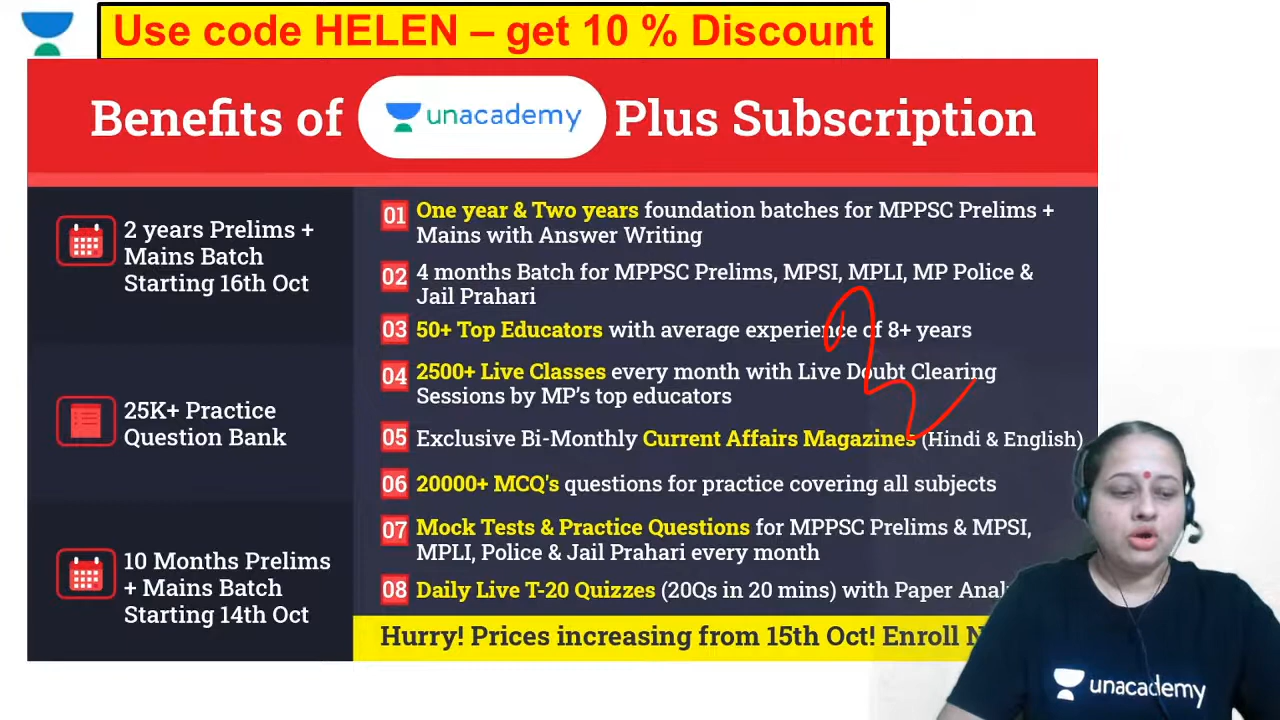 Use code HELEN – get 10 % Discount
Benefits of unacademy Plus Subscription
2 years Prelims +
Mains Batch
Starting 16th Oct
25K+ Practice
Question Bank
10 Months Prelims
+ Mains Batch
Starting 14th Oct
01 One year & Two years foundation batches for MPPSC Prelims +
Mains with Answer Writing
02 4 months Batch for MPPSC Prelims, MPSI, MPLI, MP Police &
Jail Prahari
03 50+ Top Educators with average experience of 8+ years
04 2500+ Live Classes every month with Live Doubt Clearing
Sessions by MP's top educators
05 Exclusive Bi-Monthly Current Affairs Magazines (Hindi & English)
06 20000+ MCQ's questions for practice covering all subjects
07 Mock Tests & Practice Questions for MPPSC Prelims & MPSI,
MPLI, Police & Jail Prahari every month
08 Daily Live T-20 Quizzes (20Qs in 20 mins) with Paper
Hurry! Prices increasing from 15th Oct! Enroll
unacademy